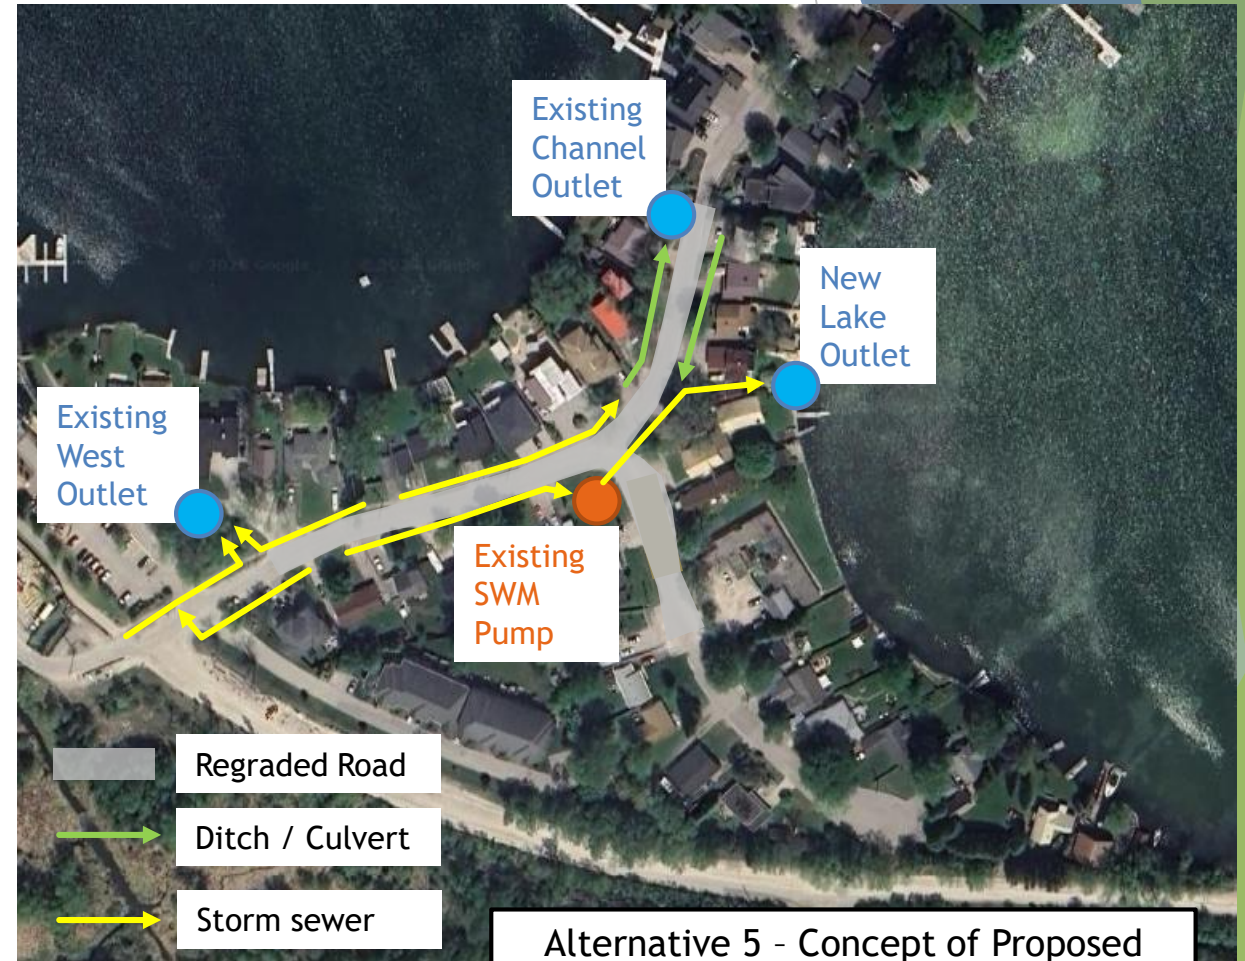 Existing
Channel
Outlet
New
Lake
Outlet
Existing
West
Outlet
Existing
SWM
Pump
Regraded Road
Ditch / Culvert
Storm sewer
Alternative 5 – Concept of Proposed